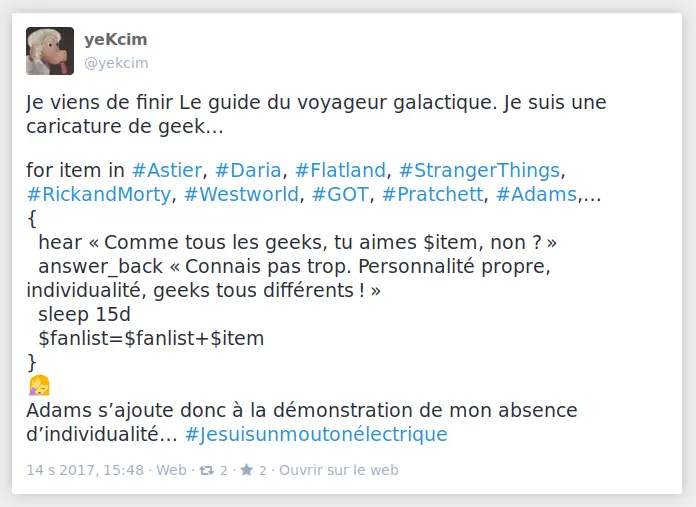 yeKcim
@yekcim
Je viens de finir Le guide du voyageur galactique. Je suis une
caricature de geek…
for item in #Astier, #Daria, #Flatland, #StrangerThings,
#RickandMorty, #Westworld, #GOT, #Pratchett, #Adams,…
{
hear « Comme tous les geeks, tu aimes $item, non ? »
answer_back « Connais pas trop. Personnalité propre,
individualité, geeks tous différents ! »
sleep 15d
$fanlist=$fanlist+$item
}
Adams s’ajoute donc à la démonstration de mon absence
d’individualité… #Jesuisunmoutonélectrique
14 s 2017, 15:48 · Web · 2 · 2 · Ouvrir sur le web